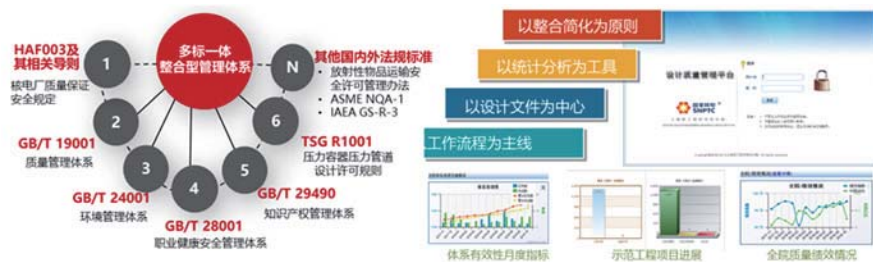 多标一体
整合型管理体系
HAF003及
其相关导则
1
核电厂质量保证
安全规定
2
GB/T 19001
质量管理体系
3
GB/T 24001
环境管理体系
4
GB/T 28001
职业健康安全管理体系
5
GB/T 29490
知识产权管理体系
6
TSG R1001
压力容器压力管道
设计许可规则
N
其他国内外法规标准
• 放射性物品运输安
全许可管理办法
• ASME NQA-1
• IAEA GS-R-3
以整合简化为原则
以统计分析为工具
以设计文件为中心
工作流程为主线
设计质量管理平台
SNPTC
体系有效性月度指标
示范工程项目进展
全院质量绩效情况